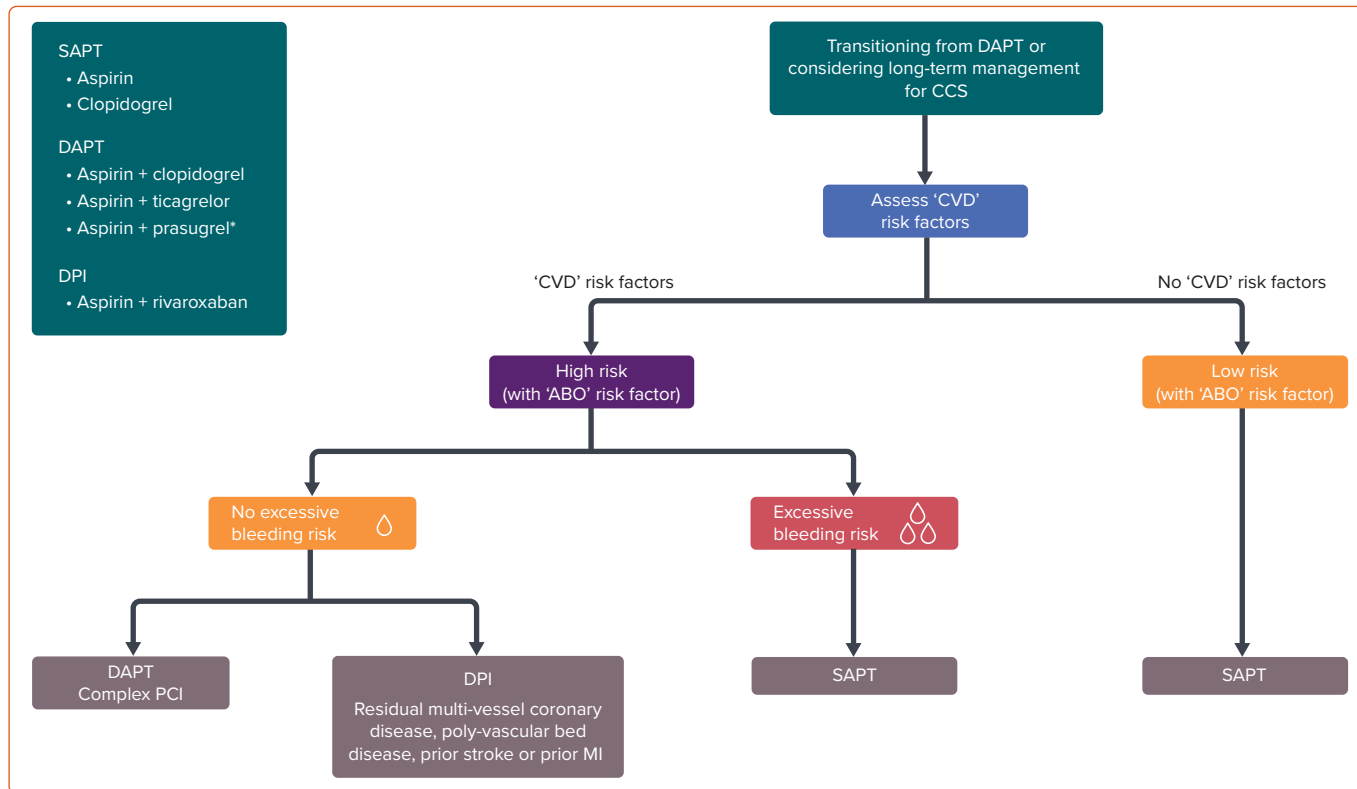 SAPT
• Aspirin
• Clopidogrel
DAPT
• Aspirin + clopidogrel
• Aspirin + ticagrelor
• Aspirin + prasugrel*
DPI
• Aspirin + rivaroxaban
Transitioning from DAPT or
considering long-term management
for CCS
Assess ‘CVD’
risk factors
‘CVD’ risk factors
No ‘CVD’ risk factors
High risk
(with ‘ABO’ risk factor)
Low risk
(with ‘ABO’ risk factor)
No excessive
bleeding risk
Excessive
bleeding risk
DAPT
Complex PCI
DPI
Residual multi-vessel coronary
disease, poly-vascular bed
disease, prior stroke or prior MI
SAPT
SAPT